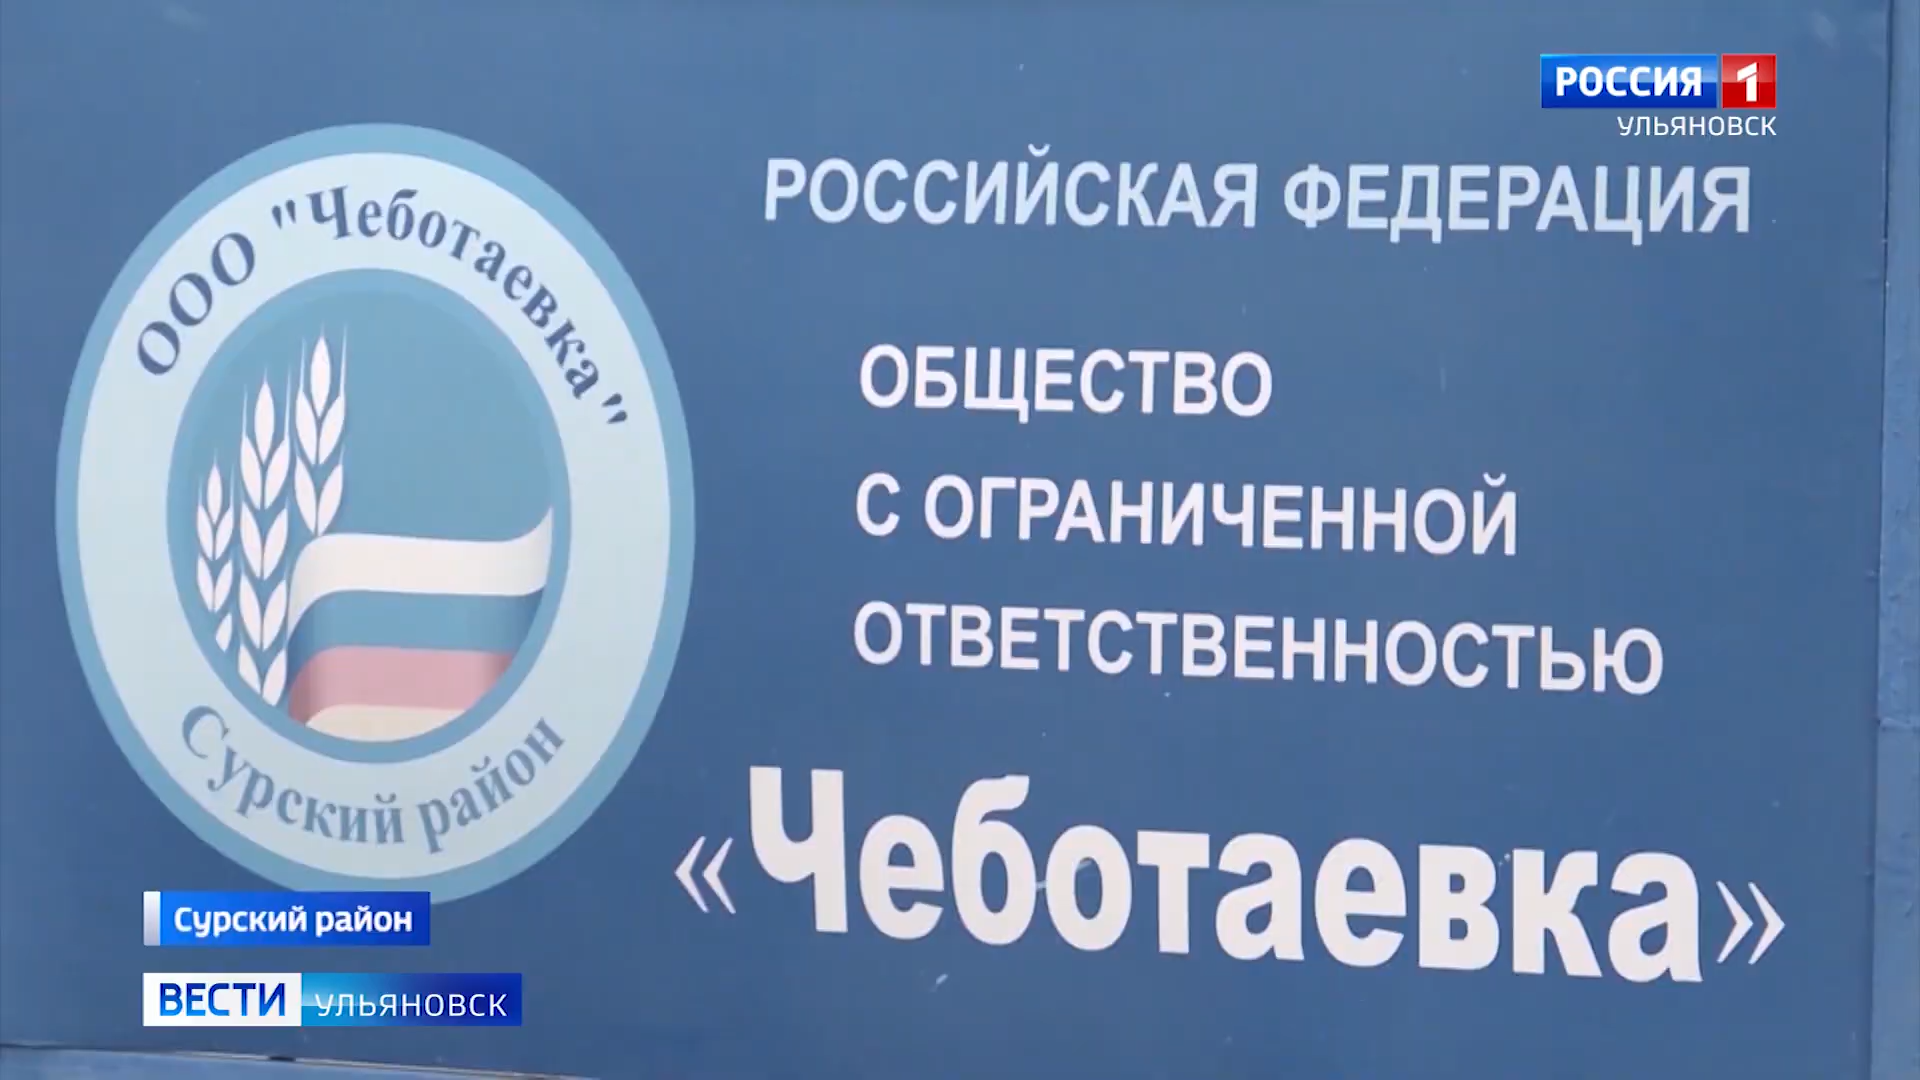 РОССИЯ 1
УЛЬЯНОВСК
ООО "Чеботаевка"
Сурский район
РОССИЙСКАЯ ФЕДЕРАЦИЯ
ОБЩЕСТВО
С ОГРАНИЧЕННОЙ
ОТВЕТСТВЕННОСТЬЮ
«Чеботаевка»
Сурский район
ВЕСТИ УЛЬЯНОВСК